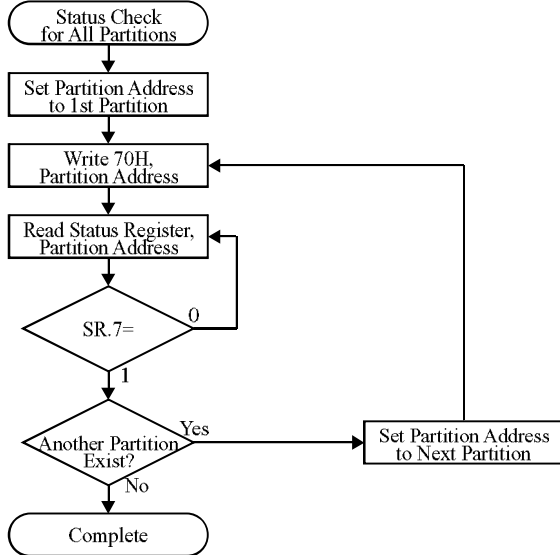 Status Check
for All Partitions
Set Partition Address
to 1st Partition
Write 70H,
Partition Address
Read Status Register,
Partition Address
SR.7=
0
1
Another Partition
Exist?
Yes
No
Set Partition Address
to Next Partition
Complete